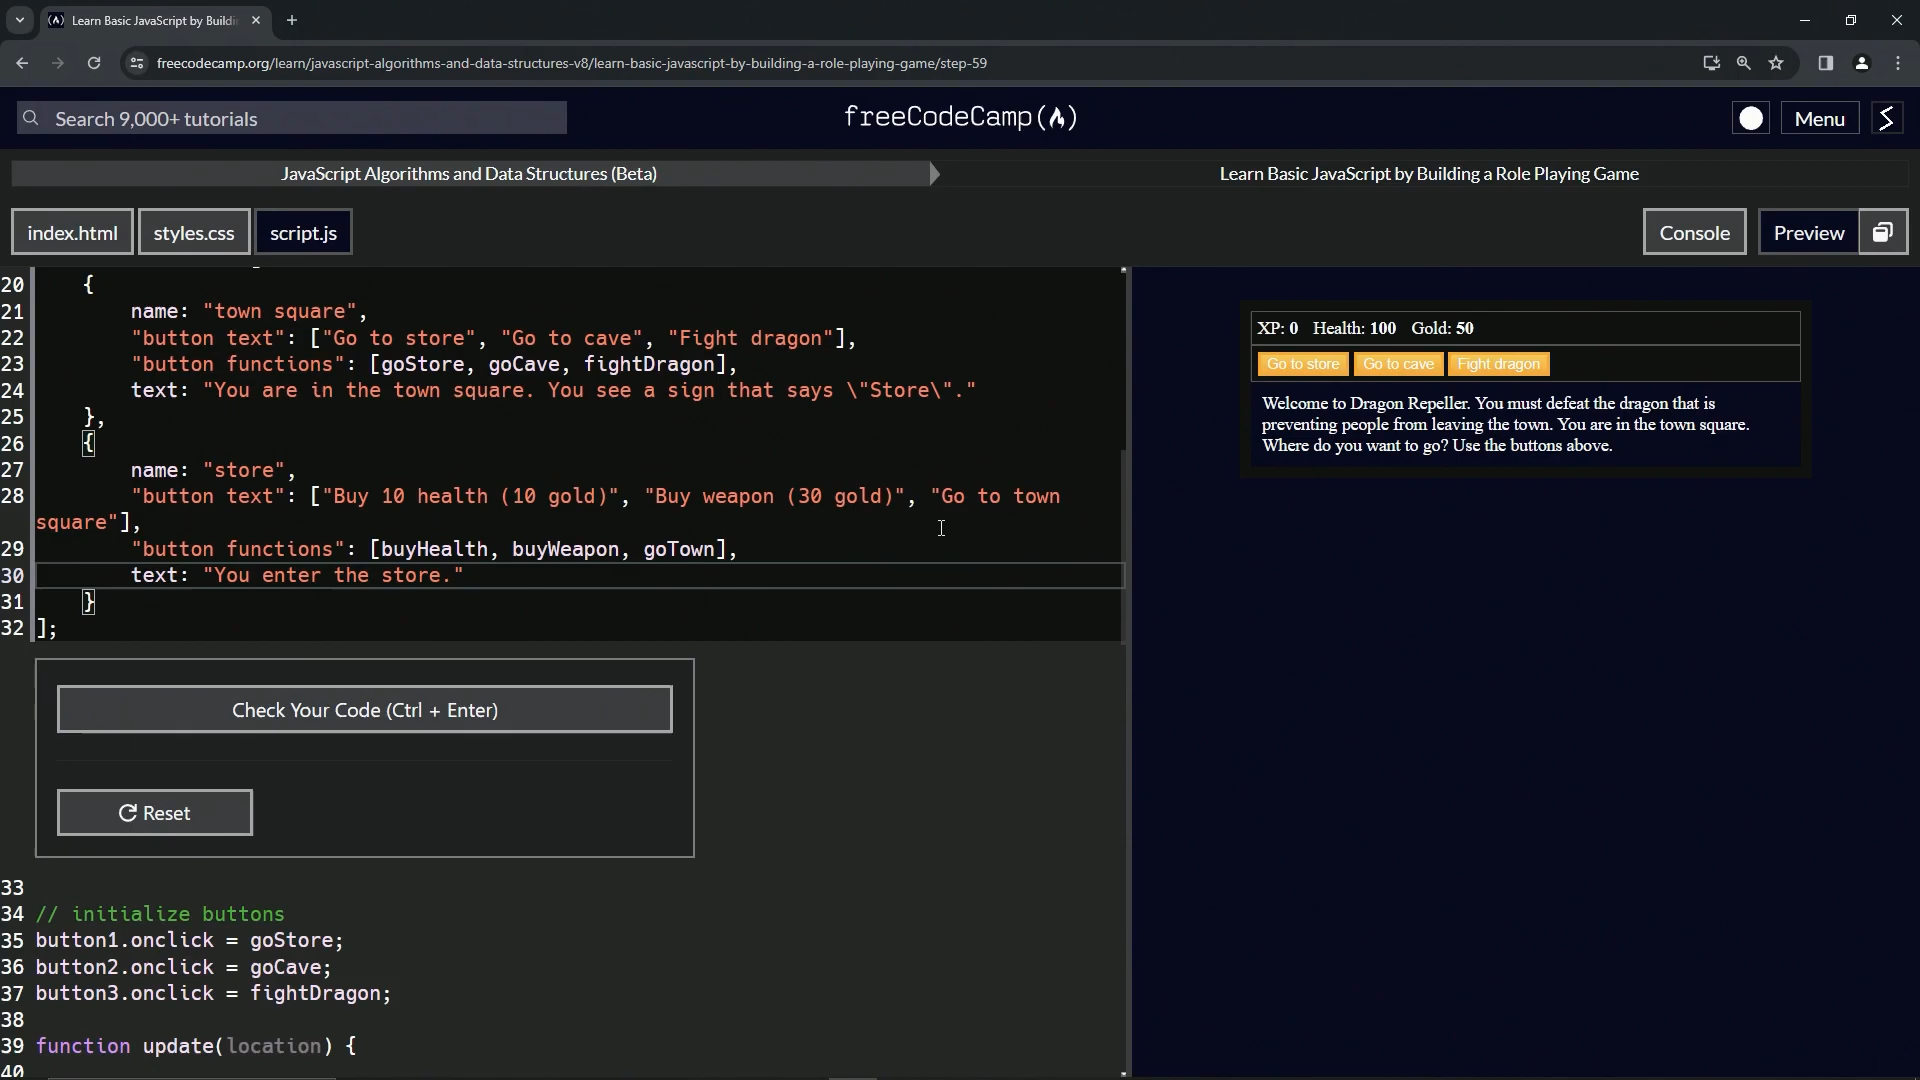 Learn Basic JavaScript by Buildi
freecodecamp.org/learn/javascript-algorithms-and-data-structures-v8/learn-basic-javascript-by-building-a-role-playing-game/step-59
Search 9,000+ tutorials
freeCodeCamp(🔥)
Menu
JavaScript Algorithms and Data Structures (Beta)
Learn Basic JavaScript by Building a Role Playing Game
index.html
styles.css
script.js
Console
Preview
20 {
21 name: "town square",
22 "button text": ["Go to store", "Go to cave", "Fight dragon"],
23 "button functions": [goStore, goCave, fightDragon],
24 text: "You are in the town square. You see a sign that says \"Store\"."
25 },
26 {
27 name: "store",
28 "button text": ["Buy 10 health (10 gold)", "Buy weapon (30 gold)", "Go to town
square"],
29 "button functions": [buyHealth, buyWeapon, goTown],
30 text: "You enter the store."
31 }
32 ];
Check Your Code (Ctrl + Enter)
Reset
33
34 // initialize buttons
35 button1.onclick = goStore;
36 button2.onclick = goCave;
37 button3.onclick = fightDragon;
38
39 function update(location) {
40
XP: 0 Health: 100 Gold: 50
Go to store
Go to cave
Fight dragon
Welcome to Dragon Repeller. You must defeat the dragon that is
preventing people from leaving the town. You are in the town square.
Where do you want to go? Use the buttons above.